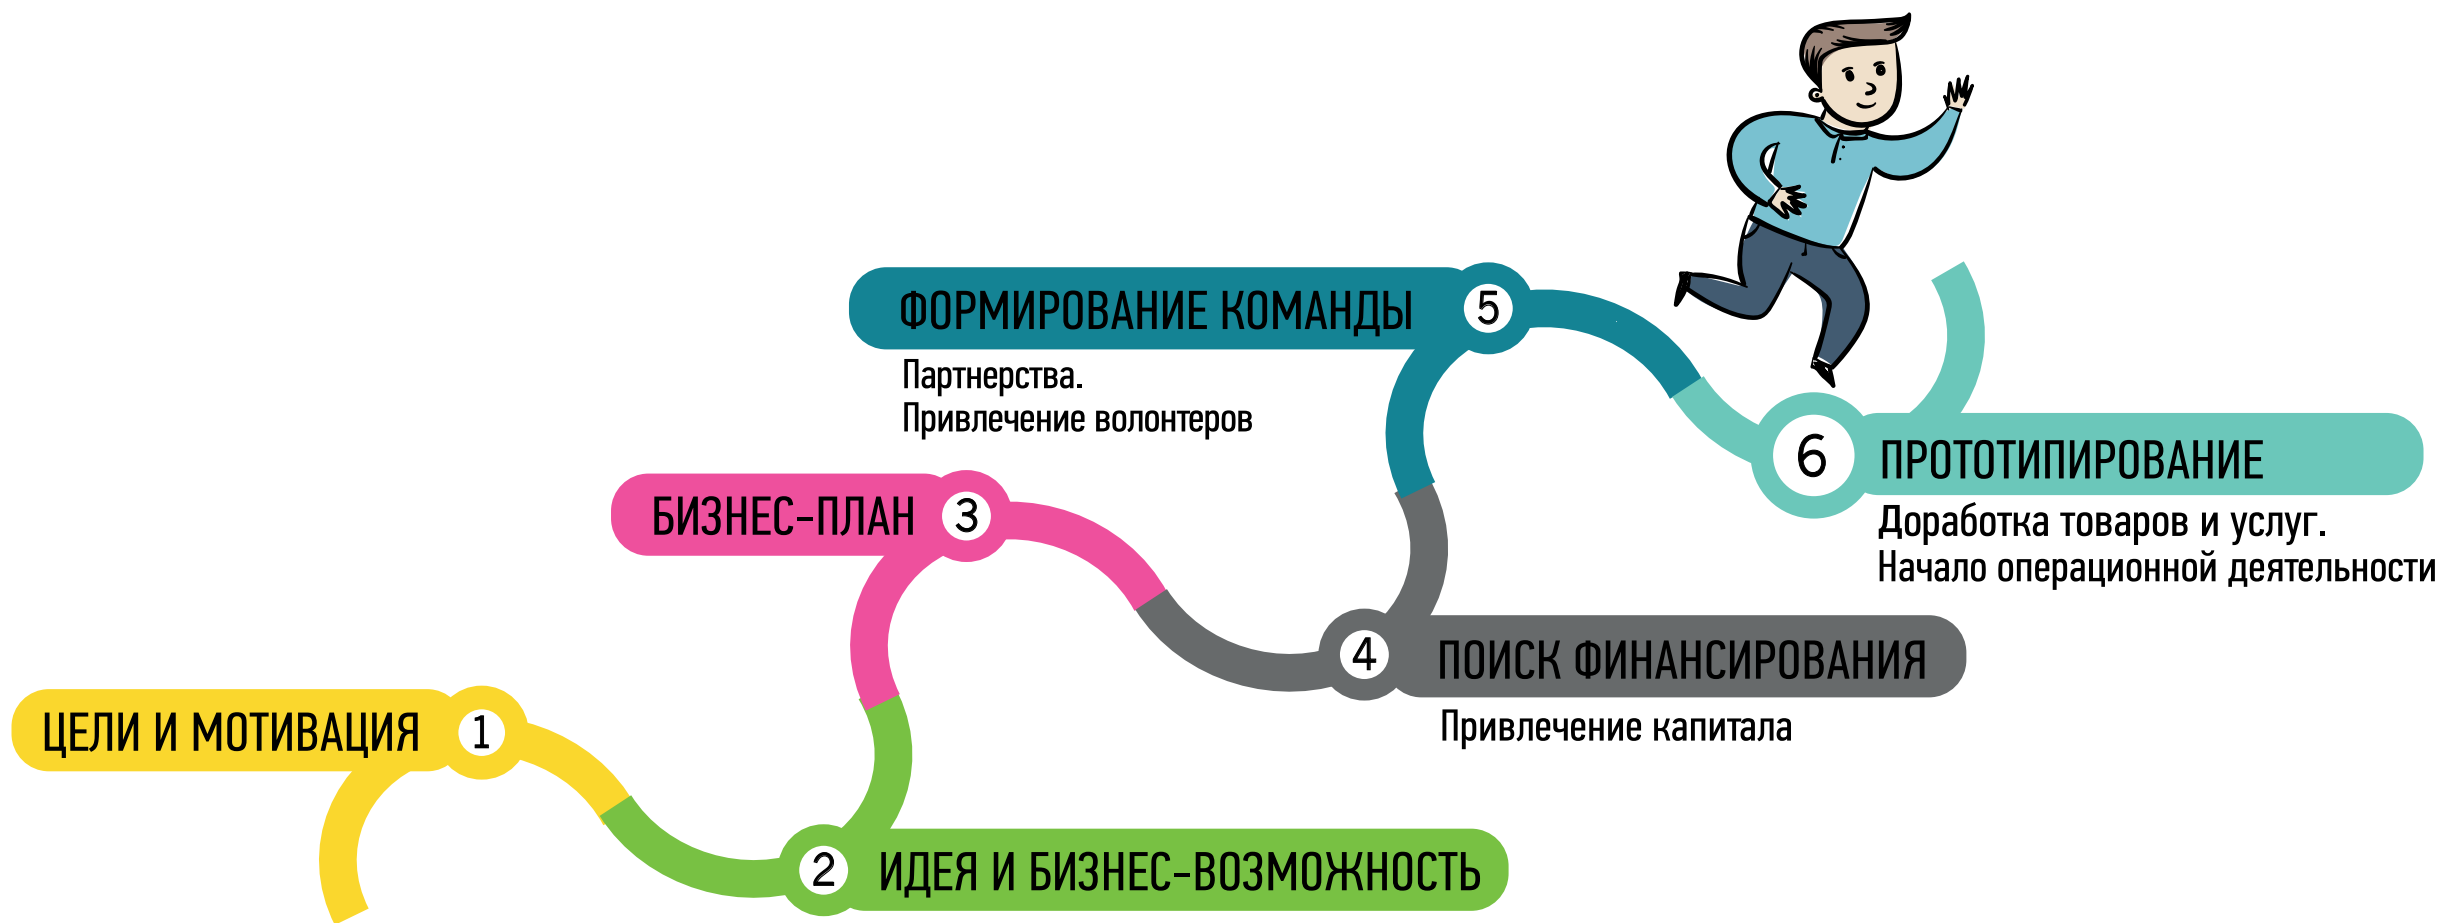 ЦЕЛИ И МОТИВАЦИЯ
1
2
ИДЕЯ И БИЗНЕС-ВОЗМОЖНОСТЬ
БИЗНЕС-ПЛАН
3
4
ПОИСК ФИНАНСИРОВАНИЯ
Привлечение капитала
ФОРМИРОВАНИЕ КОМАНДЫ
5
Партнерства.
Привлечение волонтеров
6
ПРОТОТИПИРОВАНИЕ
Доработка товаров и услуг.
Начало операционной деятельности